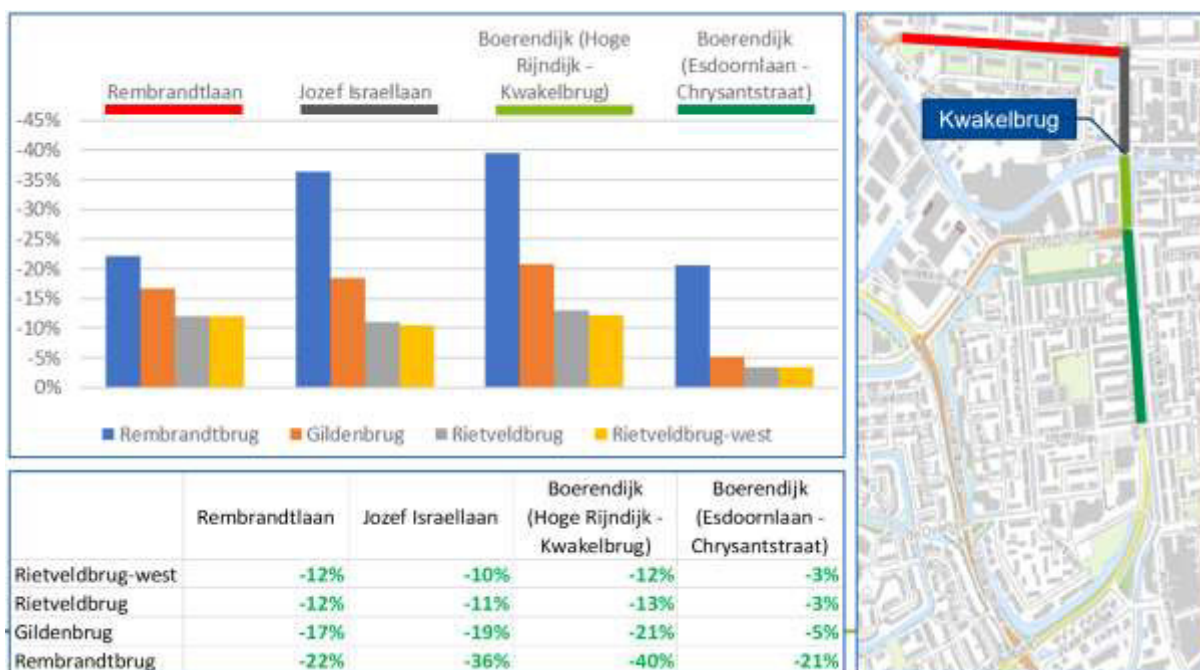 Rembrandtlaan
Jozef Israellaan
Boerendijk (Hoge
Rijndijk -
Kwakelbrug)
Boerendijk
(Esdoornlaan -
Chrysantstraat)
-45%
-40%
-35%
-30%
-25%
-20%
-15%
-10%
-5%
0%
Rembrandtbrug Gildenbrug Rietveldbrug Rietveldbrug-west
Kwakelbrug
Rembrandtlaan Jozef Israellaan Boerendijk (Hoge Rijndijk - Kwakelbrug) Boerendijk (Esdoornlaan - Chrysantstraat)
Rietveldbrug-west -12% -10% -12% -3%
Rietveldbrug -12% -11% -13% -3%
Gildenbrug -17% -19% -21% -5%
Rembrandtbrug -22% -36% -40% -21%